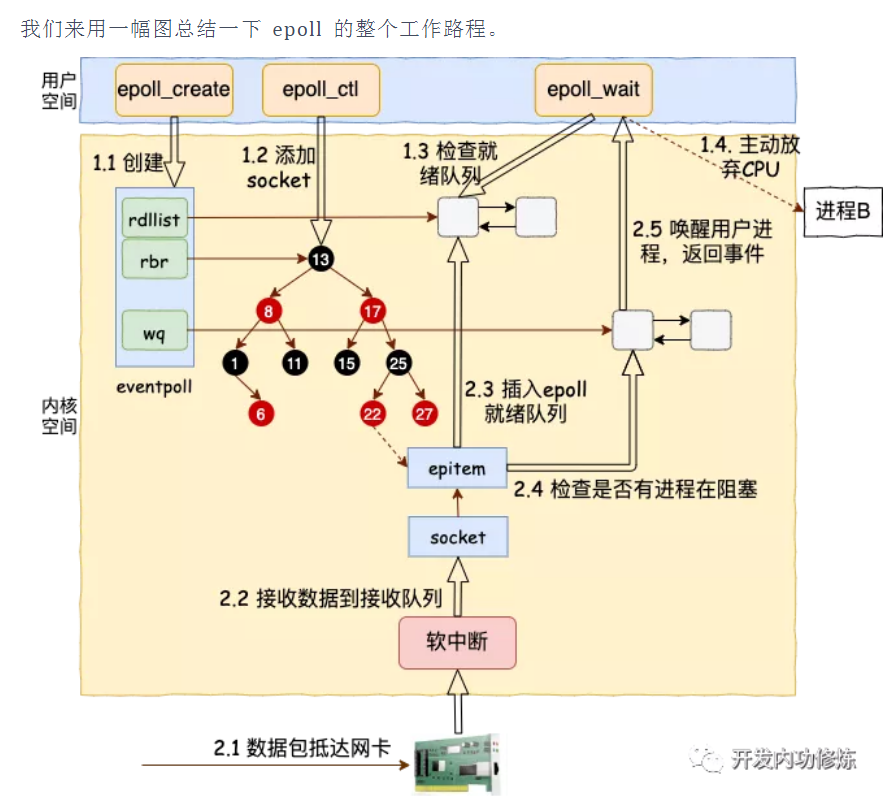 我们来用一幅图总结一下 epoll 的整个工作路程。
用户
空间
epoll_create
epoll_ctl
epoll_wait
1.1 创建
1.2 添加
socket
1.3 检查就
绪队列
1.4. 主动放
弃CPU
进程B
rdllist
rbr
wq
eventpoll
13
8
17
1
11
15
25
6
22
27
2.5 唤醒用户进
程，返回事件
2.3 插入epoll
就绪队列
内核
空间
epitem
2.4 检查是否有进程在阻塞
socket
2.2 接收数据到接收队列
软中断
2.1 数据包抵达网卡
开发内功修炼